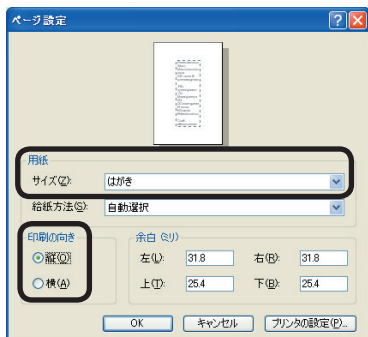 ページ設定
用紙
サイズ(Z): はがき
給紙方法(S): 自動選択
印刷の向き
縦(O)
横(A)
余白 (ミリ)
左(L): 31.8 右(R): 31.8
上(T): 25.4 下(B): 25.4
OK キャンセル プリンタの設定(P)...